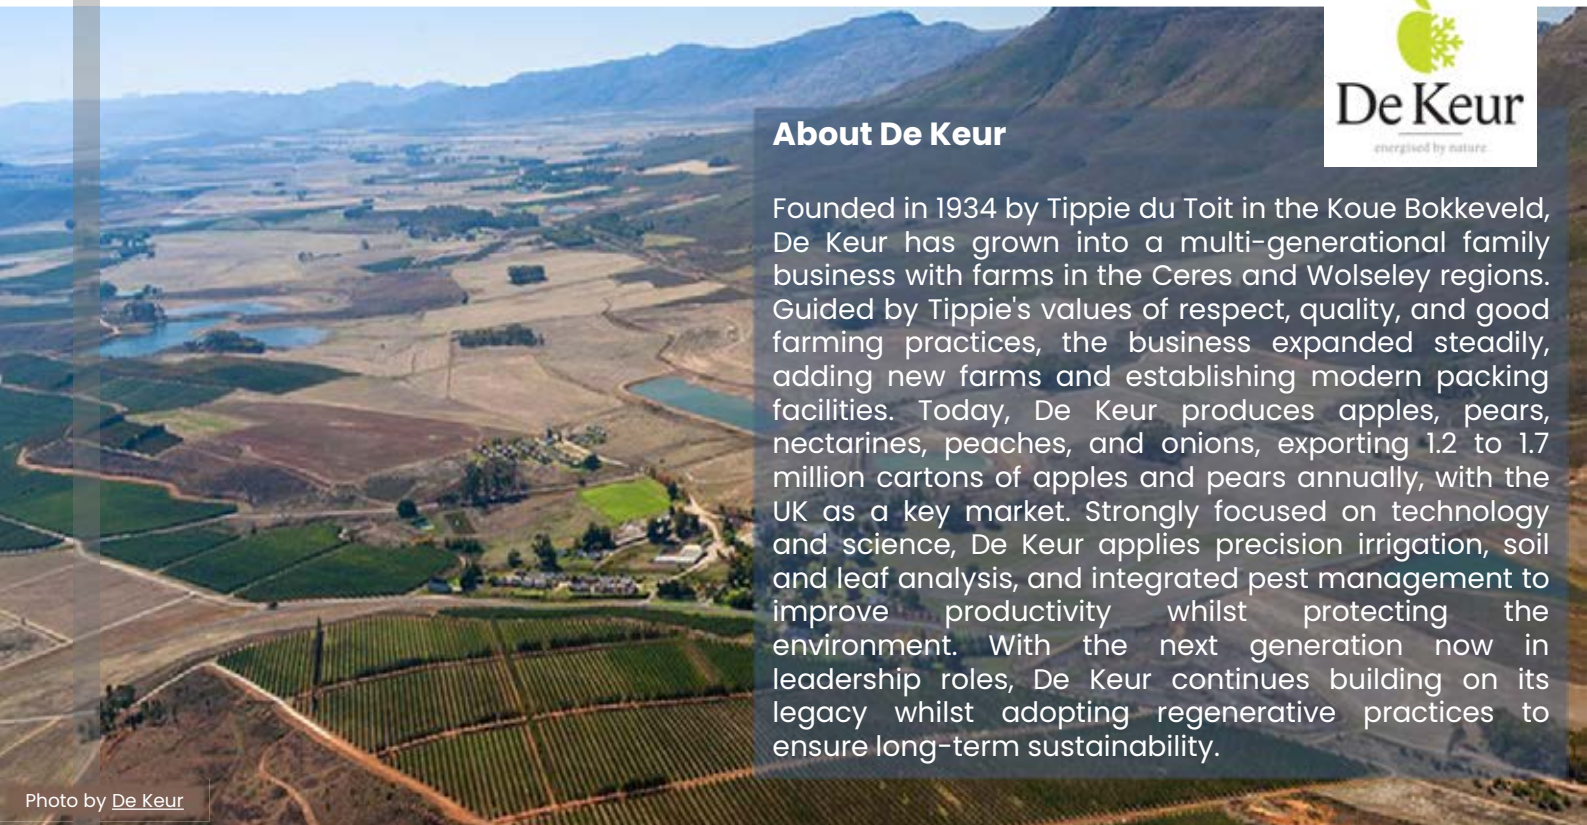 De Keur
energised by nature
About De Keur
Founded in 1934 by Tippie du Toit in the Koue Bokkeveld,
De Keur has grown into a multi-generational family
business with farms in the Ceres and Wolseley regions.
Guided by Tippie's values of respect, quality, and good
farming practices, the business expanded steadily,
adding new farms and establishing modern packing
facilities. Today, De Keur produces apples, pears,
nectarines, peaches, and onions, exporting 1.2 to 1.7
million cartons of apples and pears annually, with the
UK as a key market. Strongly focused on technology
and science, De Keur applies precision irrigation, soil
and leaf analysis, and integrated pest management to
improve productivity whilst protecting the
environment. With the next generation now in
leadership roles, De Keur continues building on its
legacy whilst adopting regenerative practices to
ensure long-term sustainability.
Photo by De Keur